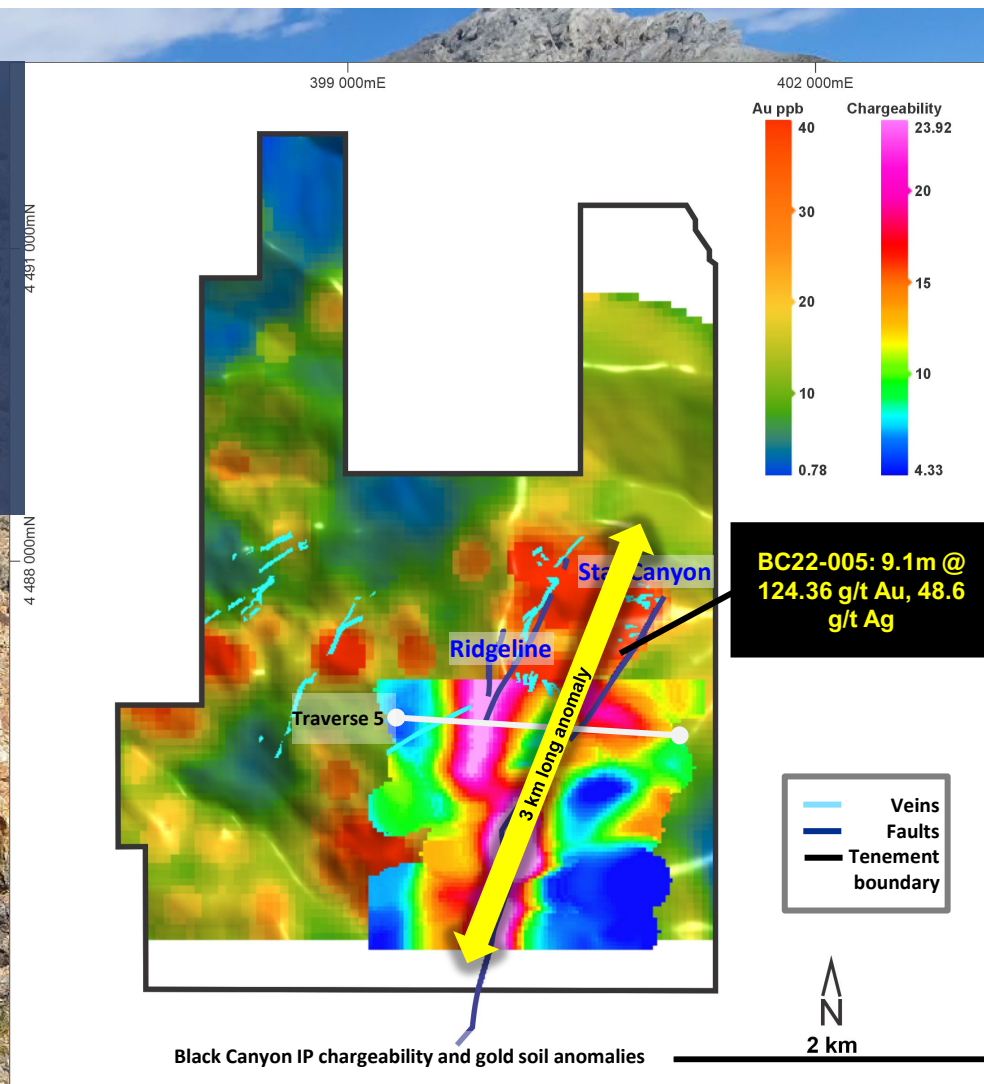 399 000mE
402 000mE
Au ppb
Chargeability
40
30
20
10
0.78
23.92
20
15
10
4.33
4 491 000mN
4 488 000mN
BC22-005: 9.1m @
124.36 g/t Au, 48.6
g/t Ag
Canyon
Ridgeline
Traverse 5
3 km long anomaly
Veins
Faults
Tenement
boundary
N
2 km
Black Canyon IP chargeability and gold soil anomalies